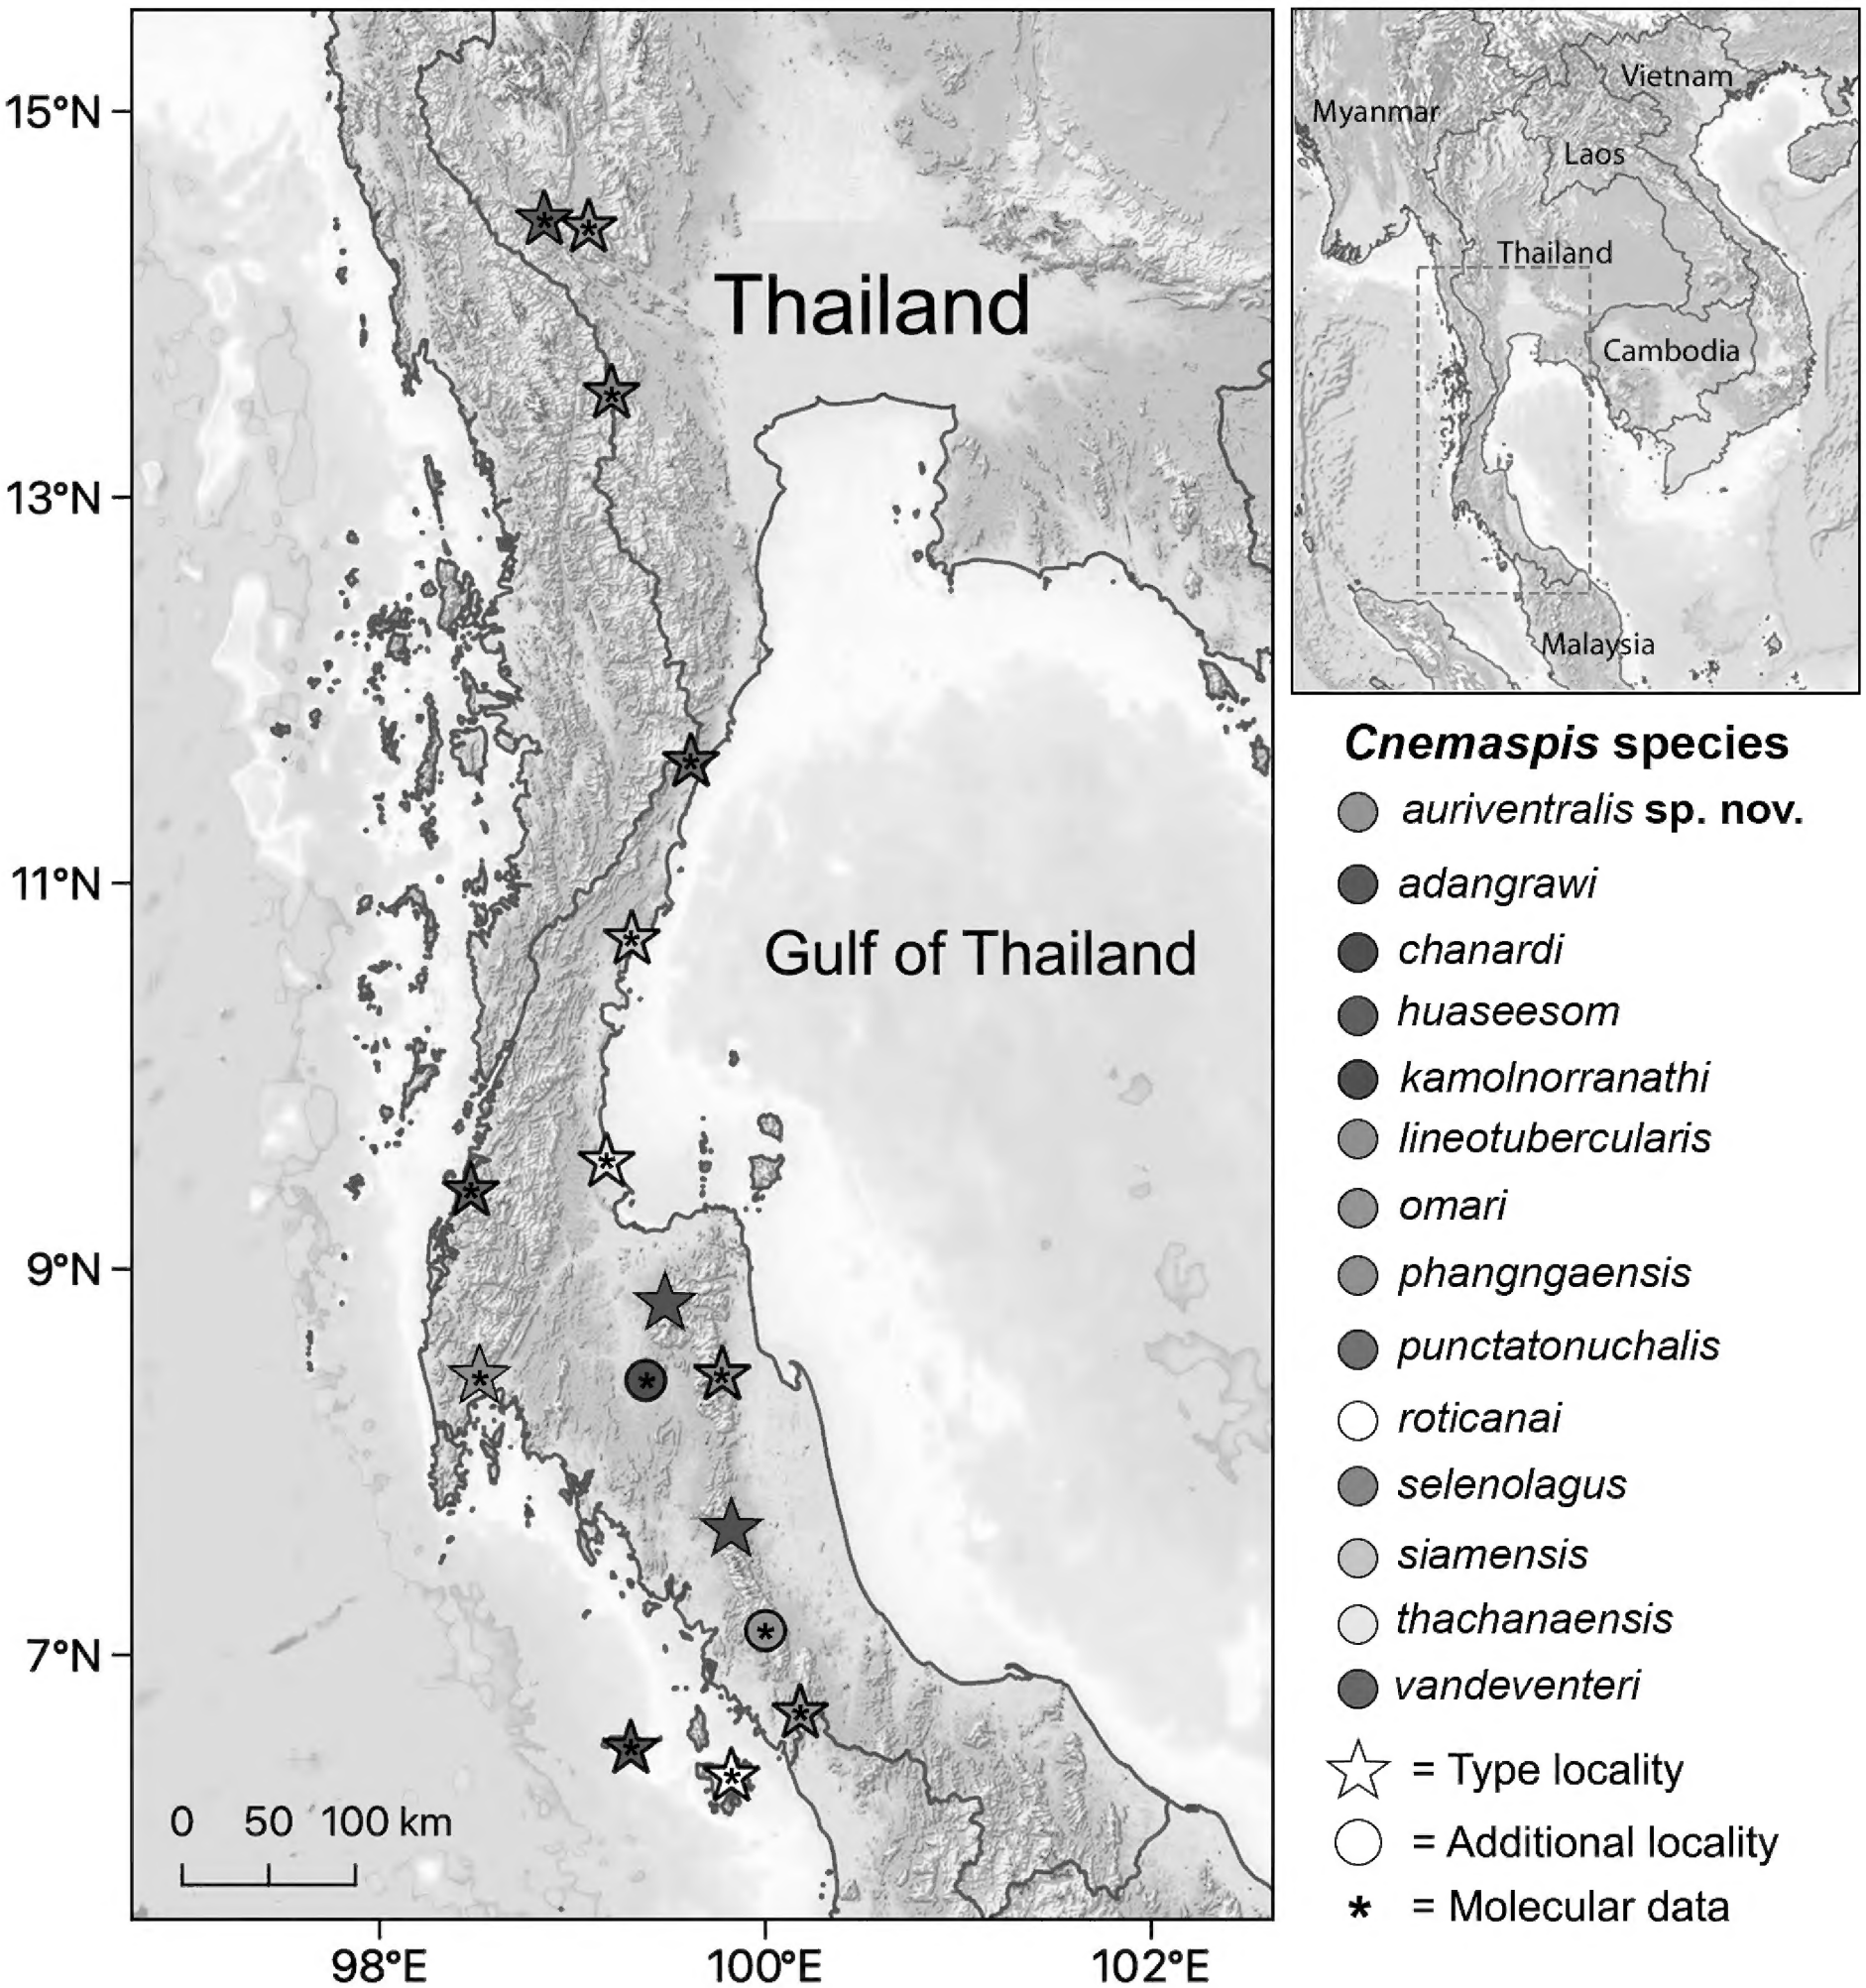 15°N
13°N
11°N
9°N
7°N
98°E
100°E
102°E
Thailand
Gulf of Thailand
0 50 100 km
Myanmar
Vietnam
Laos
Thailand
Cambodia
Malaysia
Cnemaspis species
auriventralis sp. nov.
adangrawi
chanardi
huaseesom
kamolnorranathi
lineotubercularis
omari
phangngaensis
punctatonuchalis
roticanai
selenolagus
siamensis
thachanaensis
vandeventeri
= Type locality
= Additional locality
* = Molecular data